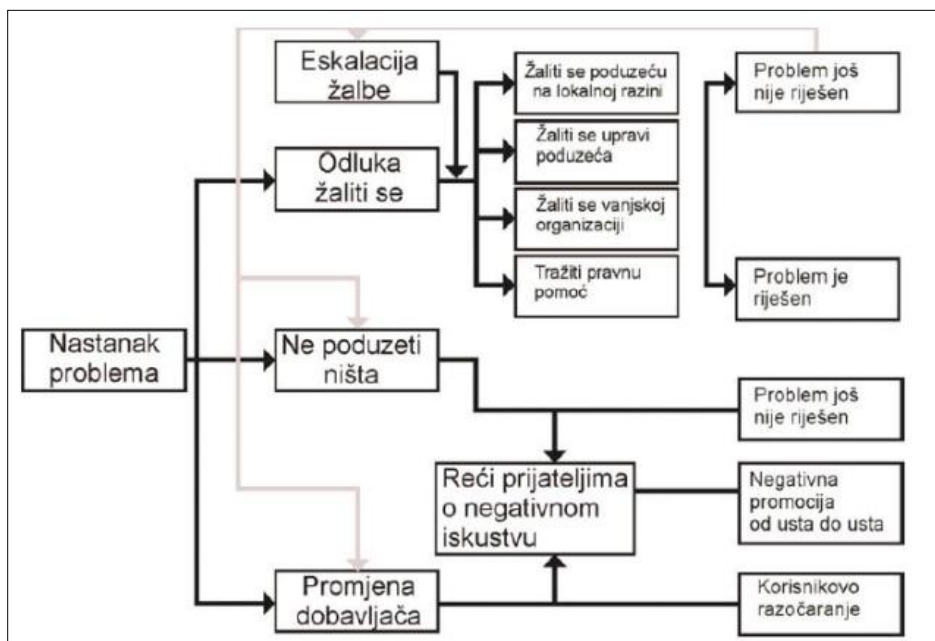 Eskalacija
žalbe
Žaliti se poduzeću
na lokalnoj razini
Problem još
nije riješen
Odluka
žaliti se
Žaliti se upravi
poduzeća
Žaliti se vanjskoj
organizaciji
Tražiti pravnu
pomoć
Problem je
riješen
Nastanak
problema
Ne poduzeti
ništa
Problem još
nije riješen
Reći prijateljima
o negativnom
iskustvu
Negativna
promocija
od usta do usta
Promjena
dobavljača
Korisnikovo
razočaranje